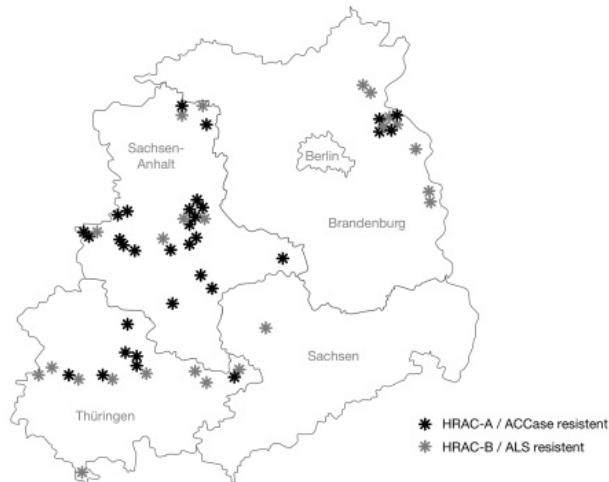 Sachsen-
Anhalt
Berlin
Brandenburg
Sachsen
Thüringen
HRAC-A / ACCase resistent
HRAC-B / ALS resistent